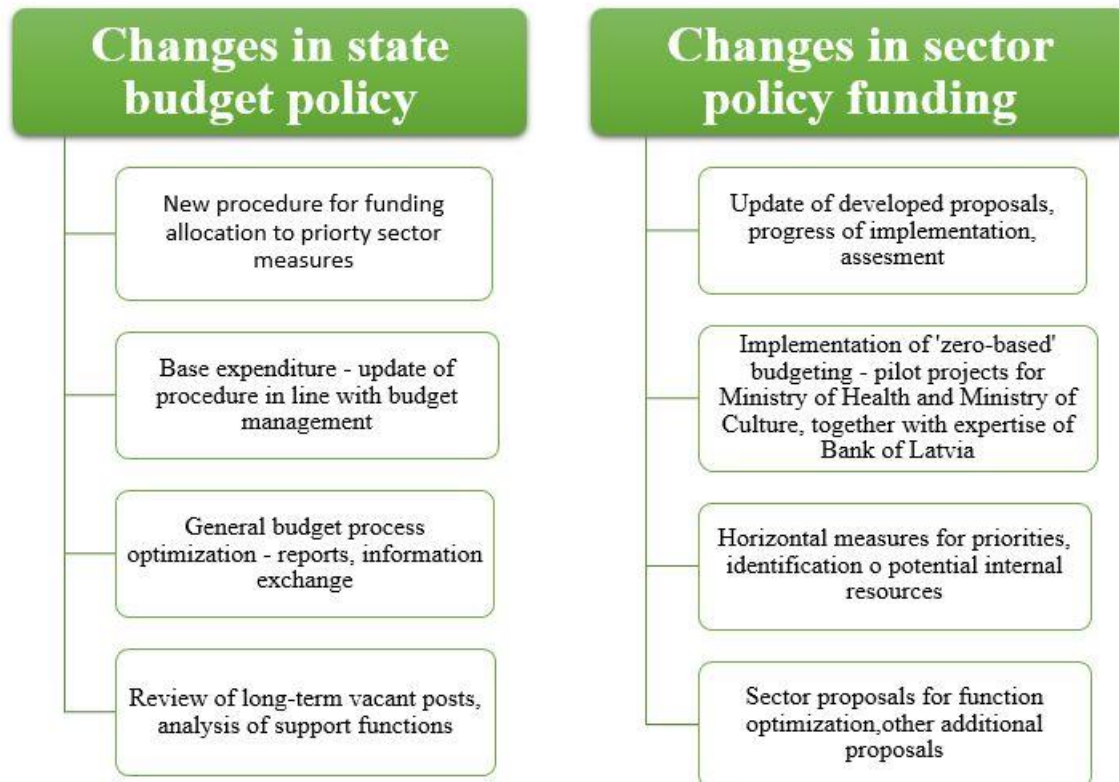 Changes in state
budget policy
New procedure for funding
allocation to priorty sector
measures
Base expenditure - update of
procedure in line with budget
management
General budget process
optimization - reports, information
exchange
Review of long-term vacant posts,
analysis of support functions
Changes in sector
policy funding
Update of developed proposals,
progress of implementation,
assesment
Implementation of 'zero-based'
budgeting - pilot projects for
Ministry of Health and Ministry of
Culture, together with expertise of
Bank of Latvia
Horizontal measures for priorities,
identification o potential internal
resources
Sector proposals for function
optimization,other additional
proposals